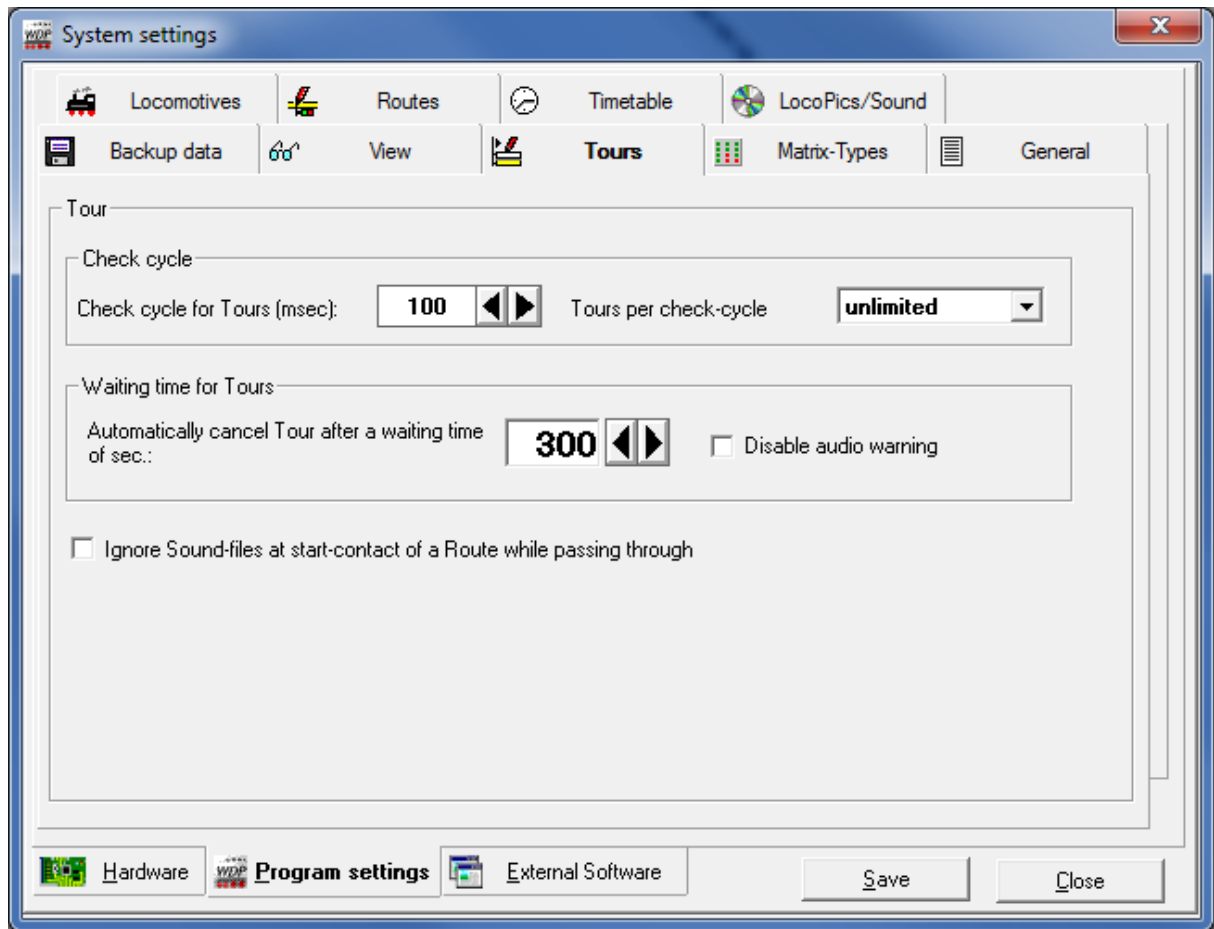 WDP System settings
Locomotives Routes Timetable LocoPics/Sound
Backup data View Tours Matrix-Types General
Tour
Check cycle
Check cycle for Tours (msec): 100 Tours per check-cycle unlimited
Waiting time for Tours
Automatically cancel Tour after a waiting time
of sec.: 300 Disable audio warning
Ignore Sound-files at start-contact of a Route while passing through
Hardware WDP Program settings External Software Save Close